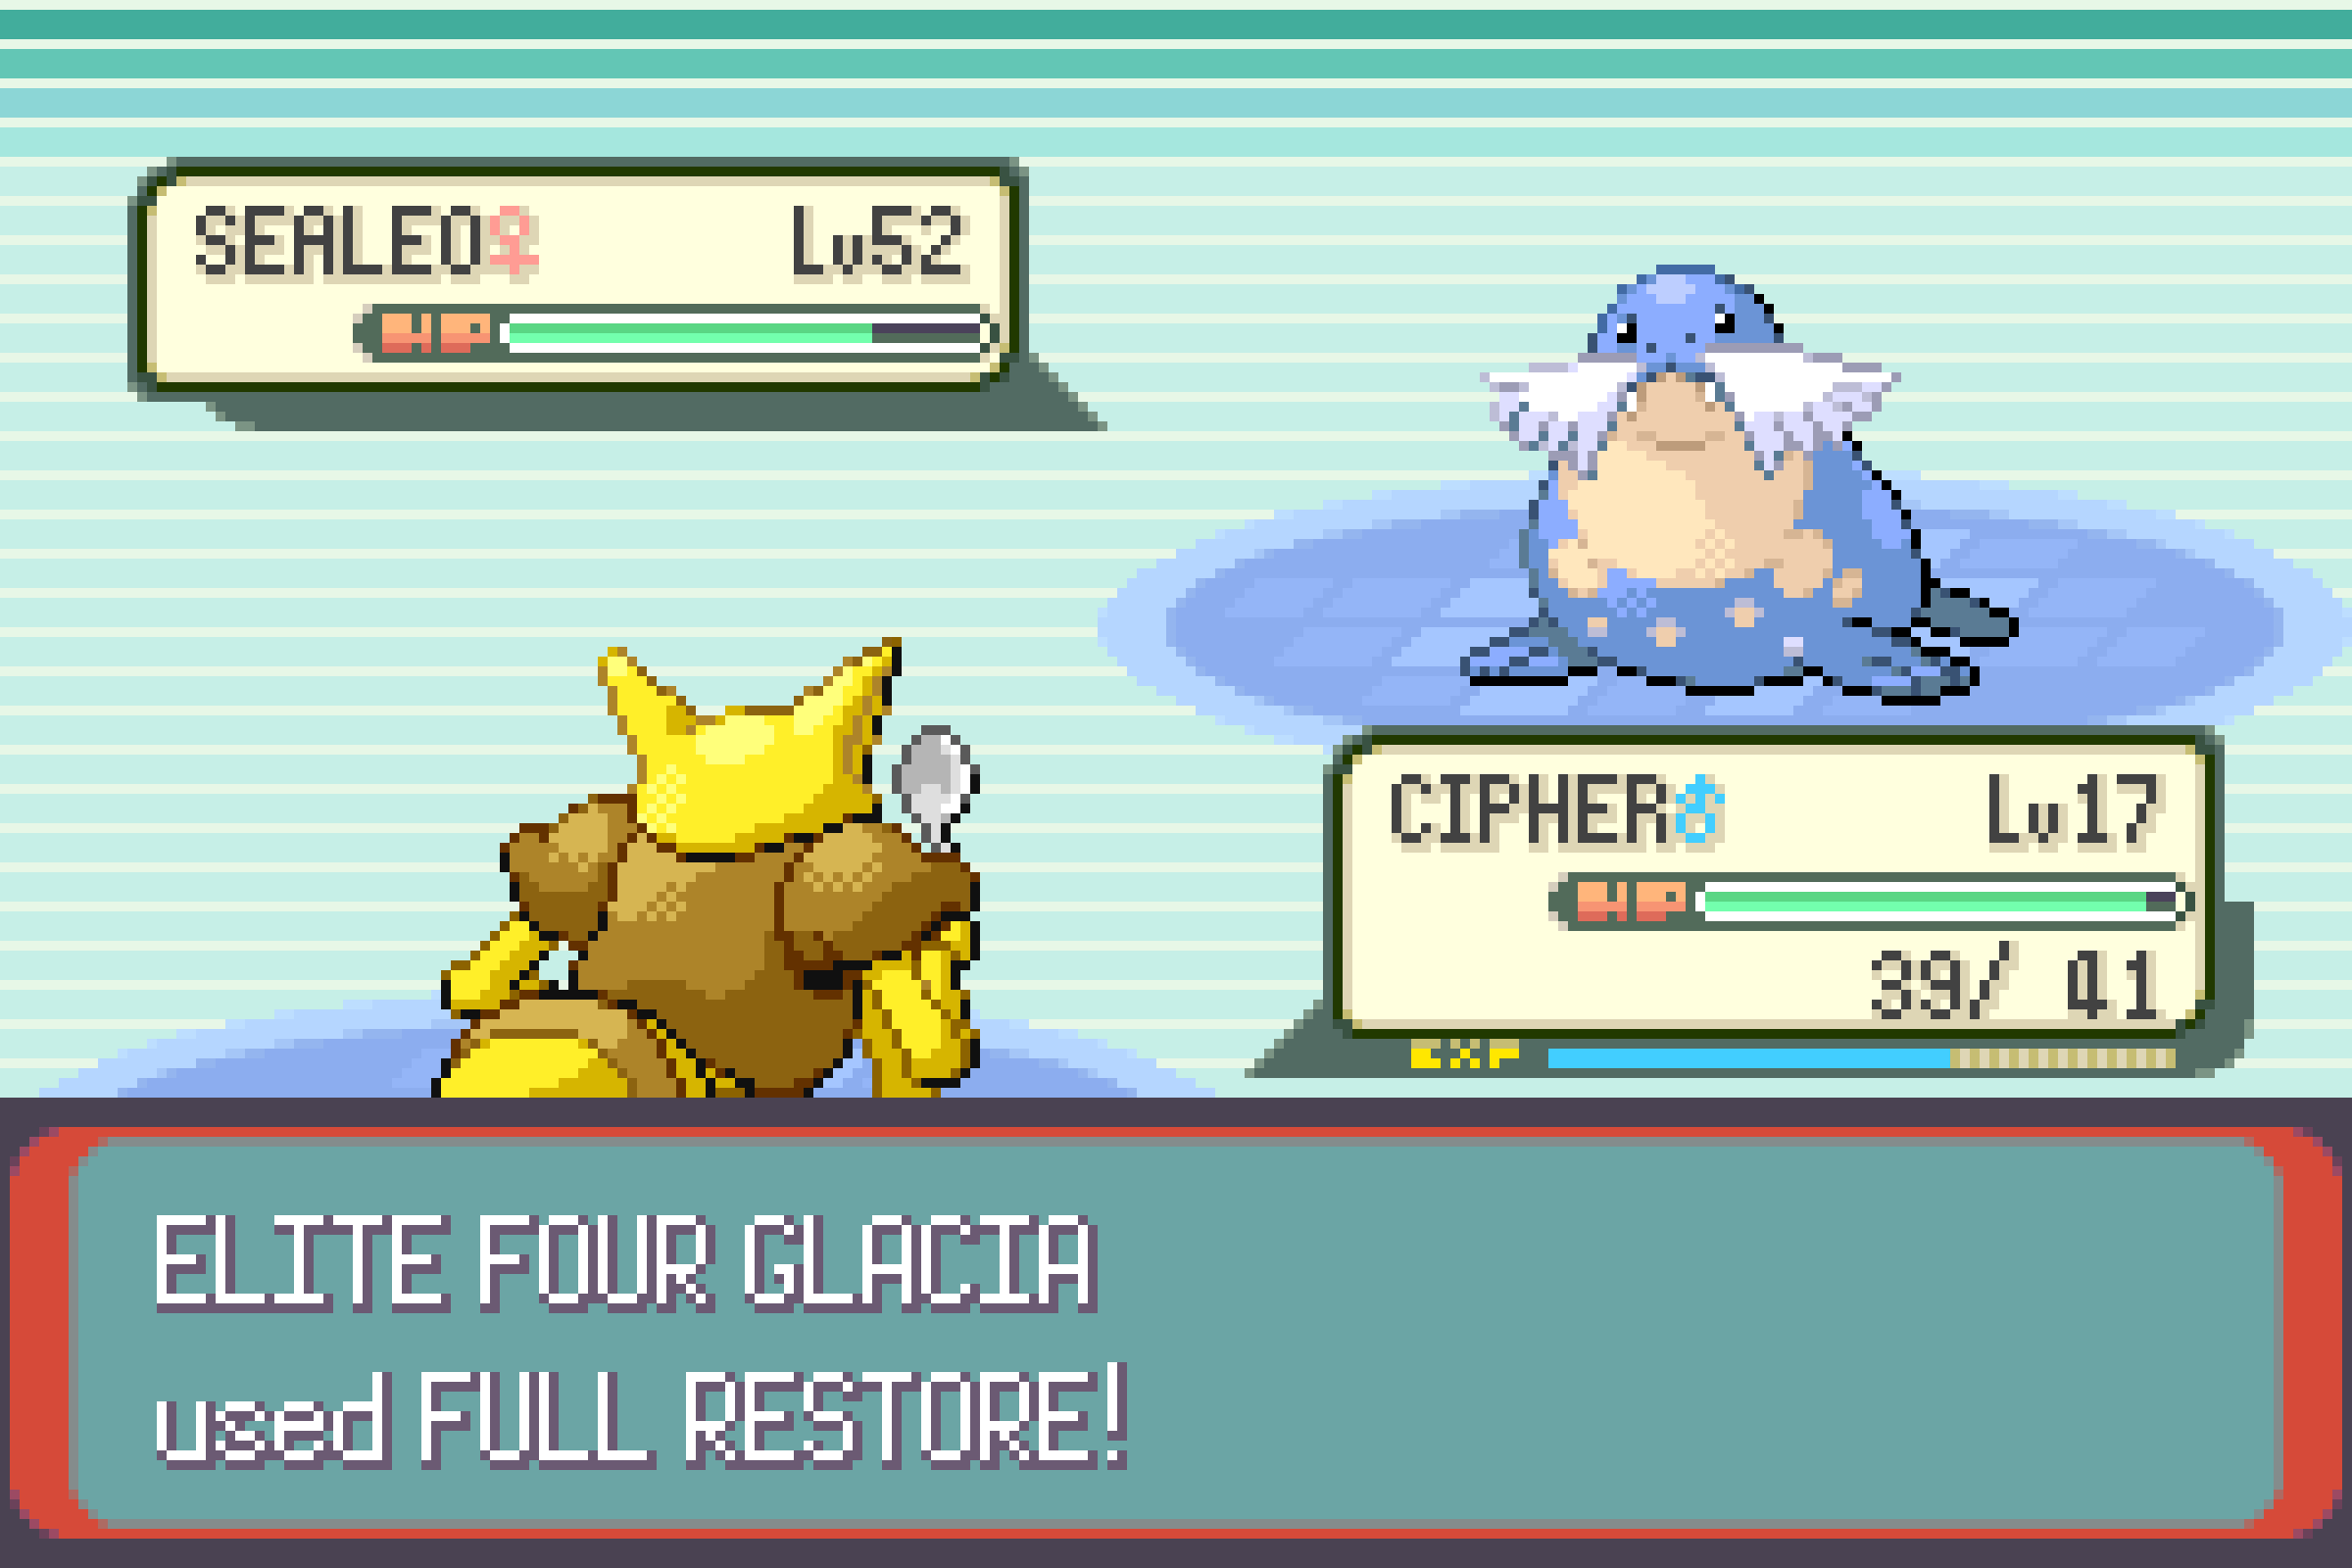 SEALEO♀ Lv52
HP
CIPHER♂ Lv17
HP
39/ 41
EXP
ELITE FOUR GLACIA
used FULL RESTORE!